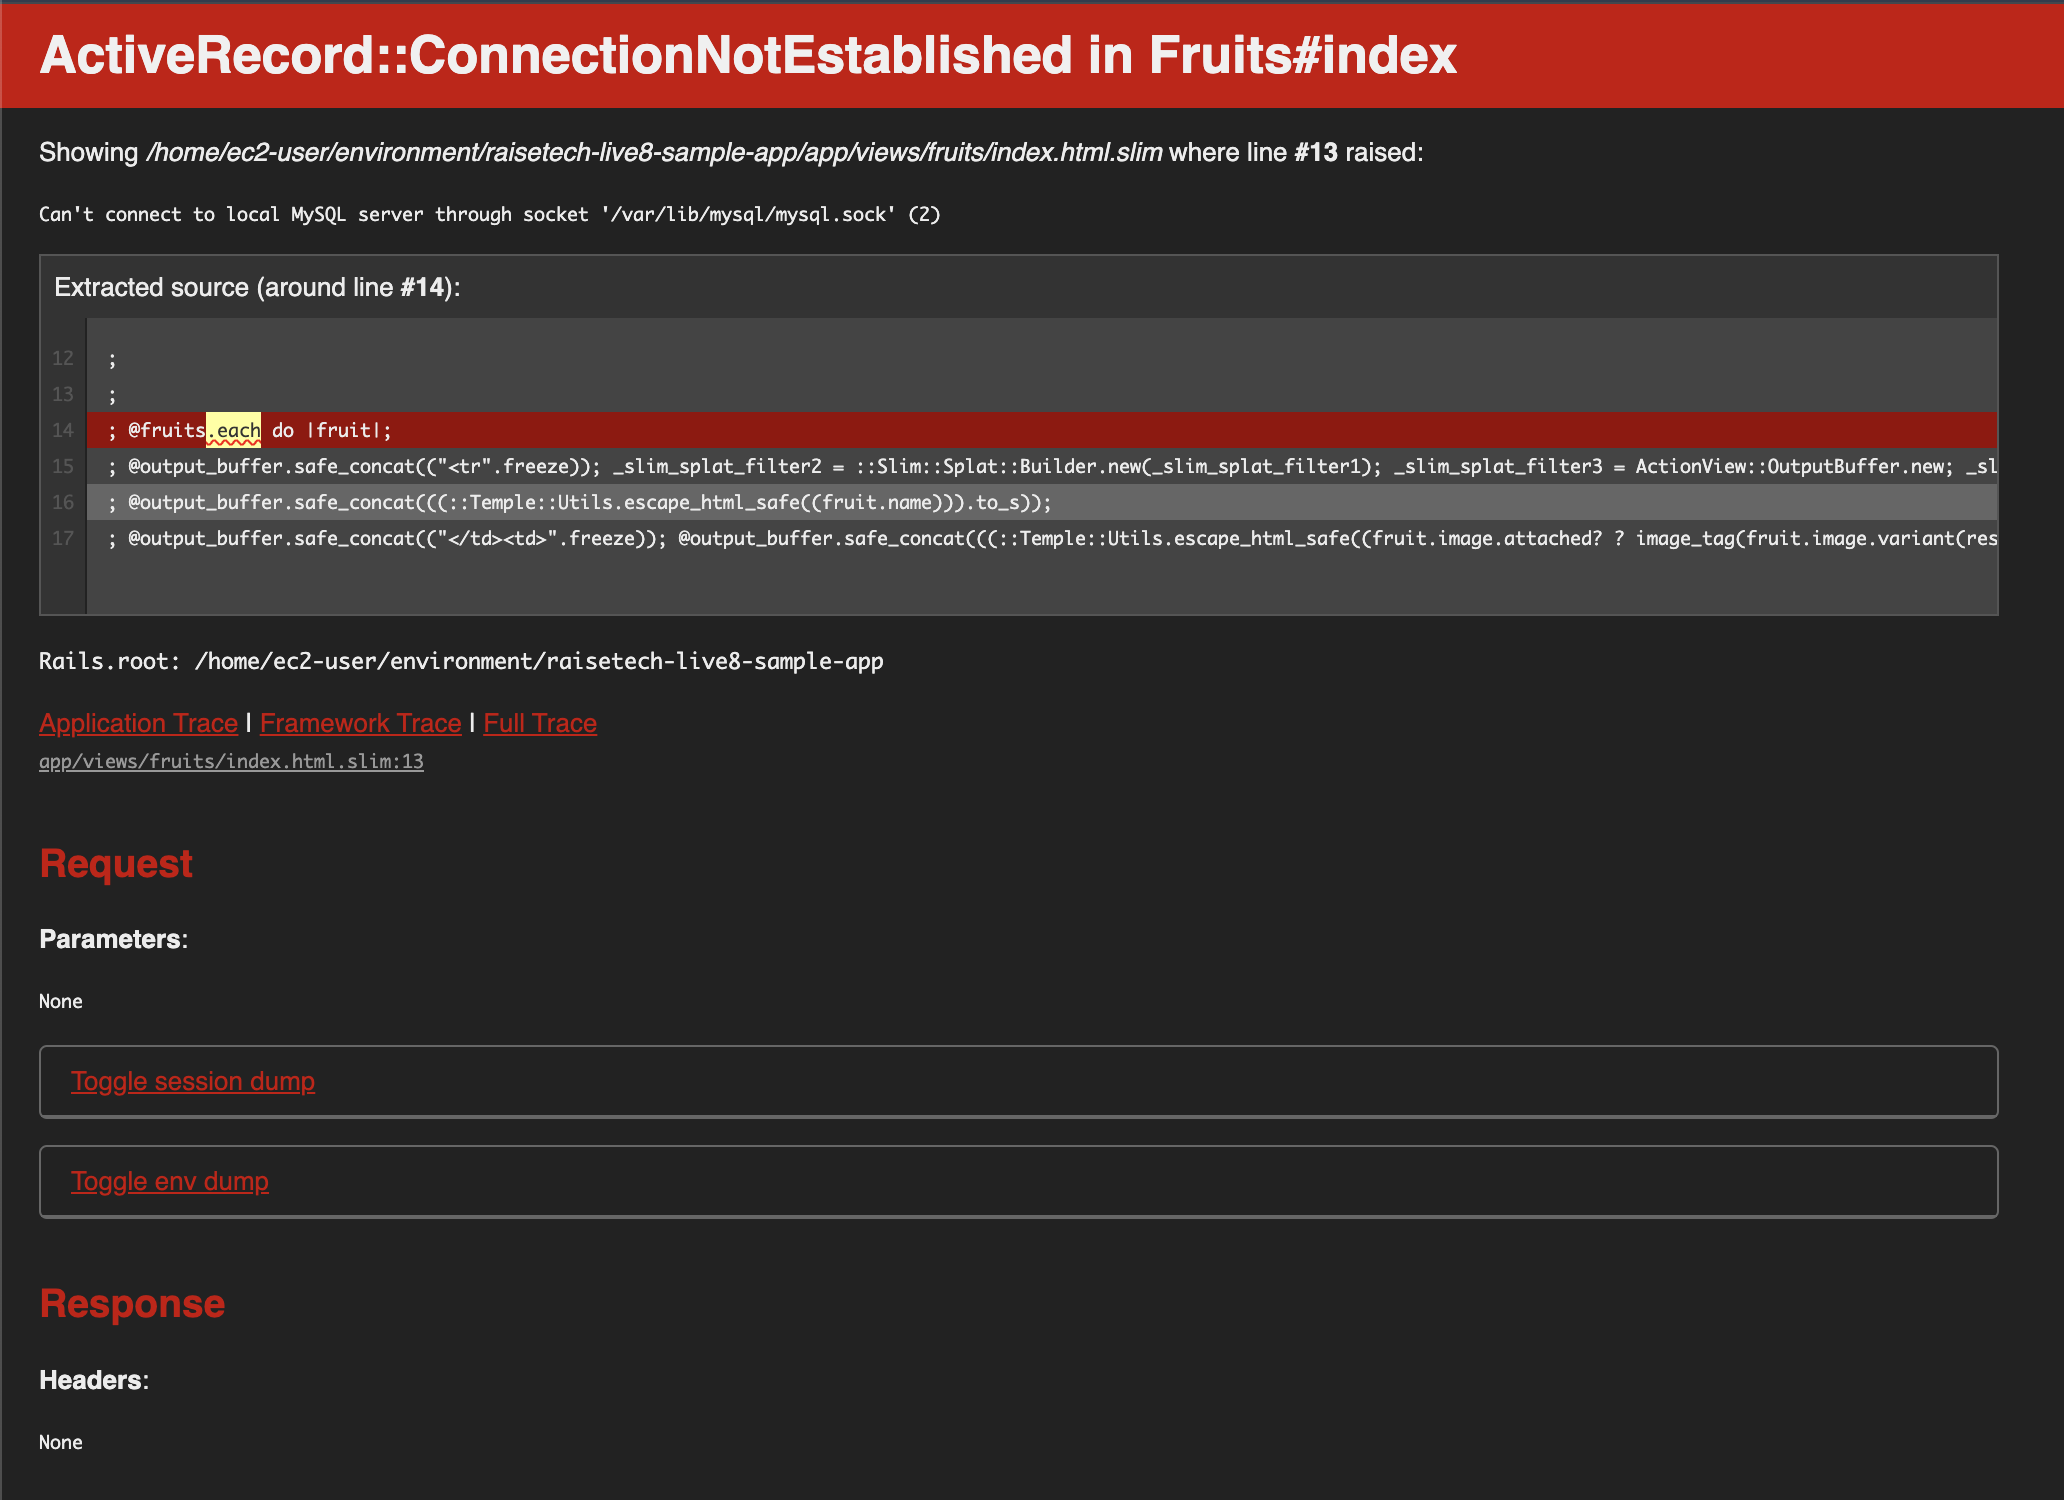 ActiveRecord::ConnectionNotEstablished in Fruits#index
Showing /home/ec2-user/environment/raisetech-live8-sample-app/app/views/fruits/index.html.slim where line #13 raised:
Can't connect to local MySQL server through socket '/var/lib/mysql/mysql.sock' (2)
Extracted source (around line #14):
12 ;
13 ;
14 ; @fruits.each do |fruit|;
15 ; @output_buffer.safe_concat(("<tr".freeze)); _slim_splat_filter2 = ::Slim::Splat::Builder.new(_slim_splat_filter1); _slim_splat_filter3 = ActionView::OutputBuffer.new; _sl
16 ; @output_buffer.safe_concat(((::Temple::Utils.escape_html_safe((fruit.name))).to_s));
17 ; @output_buffer.safe_concat(("</td><td>".freeze)); @output_buffer.safe_concat(((::Temple::Utils.escape_html_safe((fruit.image.attached? ? image_tag(fruit.image.variant(res
Rails.root: /home/ec2-user/environment/raisetech-live8-sample-app
Application Trace | Framework Trace | Full Trace
app/views/fruits/index.html.slim:13
Request
Parameters:
None
Toggle session dump
Toggle env dump
Response
Headers:
None